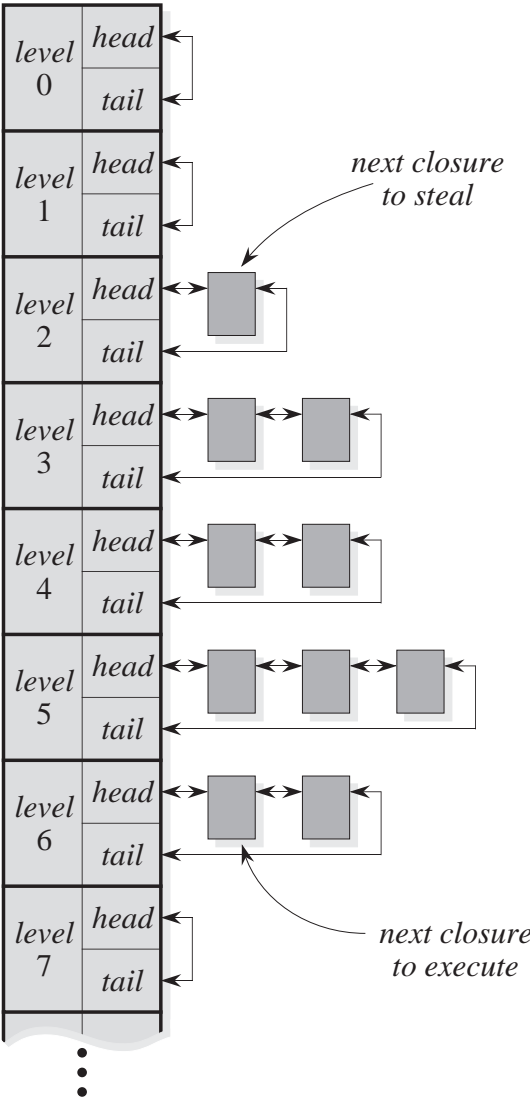 level
0
head
tail
level
1
head
tail
next closure
to steal
level
2
head
tail
level
3
head
tail
level
4
head
tail
level
5
head
tail
level
6
head
tail
level
7
head
tail
next closure
to execute